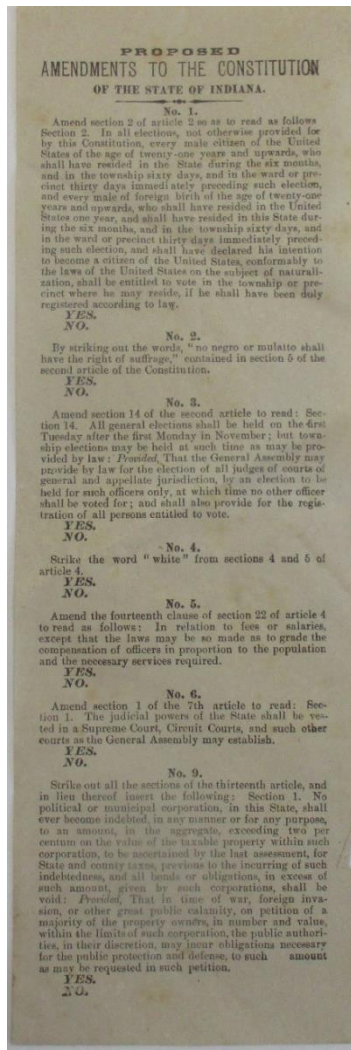 PROPOSED
AMENDMENTS TO THE CONSTITUTION
OF THE STATE OF INDIANA.
No. 1.
Amend section 2 of article 2 so as to read as follows
Section 2. In all elections, not otherwise provided for
by this Constitution, every male citizen of the United
States of the age of twenty-one years and upwards, who
shall have resided in the State during the six months,
and in the township sixty days, and in the ward or pre-
cinct thirty days immediately preceding such election,
and every male of foreign birth of the age of twenty-one
years and upwards, who shall have resided in the United
States one year, and shall have resided in this State dur-
ing the six months, and in the township sixty days, and
in the ward or precinct thirty days immediately preced-
ing such election, and shall have declared his intention
to become a citizen of the United States, conformably to
the laws of the United States on the subject of naturali-
zation, shall be entitled to vote in the township or pre-
cinct where he may reside, if he shall have been duly
registered according to law.
YES.
NO.
No. 2.
By striking out the words, "no negro or mulatto shall
have the right of suffrage," contained in section 5 of the
second article of the Constitution.
YES.
NO.
No. 3.
Amend section 14 of the second article to read: Sec-
tion 14. All general elections shall be held on the first
Tuesday after the first Monday in November; but town-
ship elections may be held at such time as may be pro-
vided by law: Provided, That the General Assembly may
provide by law for the election of all judges of courts of
general and appellate jurisdiction, by an election to be
held for such officers only, at which time no other officer
shall be voted for; and shall also provide for the regis-
tration of all persons entitled to vote.
YES.
NO.
No. 4.
Strike the word "white" from sections 4 and 5 of
article 4.
YES.
NO.
No. 5.
Amend the fourteenth clause of section 22 of article 4
to read as follows: In relation to fees or salaries,
except that the laws may be so made as to grade the
compensation of officers in proportion to the population
and the neccesary services required.
YES.
NO.
No. 6.
Amend section 1 of the 7th article to read: Sec-
tion 1. The judicial powers of the State shall be ves-
ted in a Supreme Court, Circuit Courts, and such other
courts as the General Assembly may establish.
YES.
NO.
No. 9.
Strike out all the sections of the thirteenth article, and
in lieu thereof insert the following: Section 1. No
political or municipal corporation, in this State, shall
ever become indebted, in any manner or for any purpose,
to an amount, in the aggregate, exceeding two per
centum on the value of the taxable property within such
corporation, to be ascertained by the last assessment, for
State and county taxes, previous to the incurring of such
indebtedness, and all bonds or obligations, in excess of
such amount, given by such corporations, shall be
void: Provided, That in time of war, foreign inva-
sion, or other great public calamity, on petition of a
majority of the property owners, in number and value,
within the limits of such corporation, the public authori-
ties, in their discretion, may incur obligations necessary
for the public protection and defense, to such amount
as may be requested in such petition.
YES.
NO.